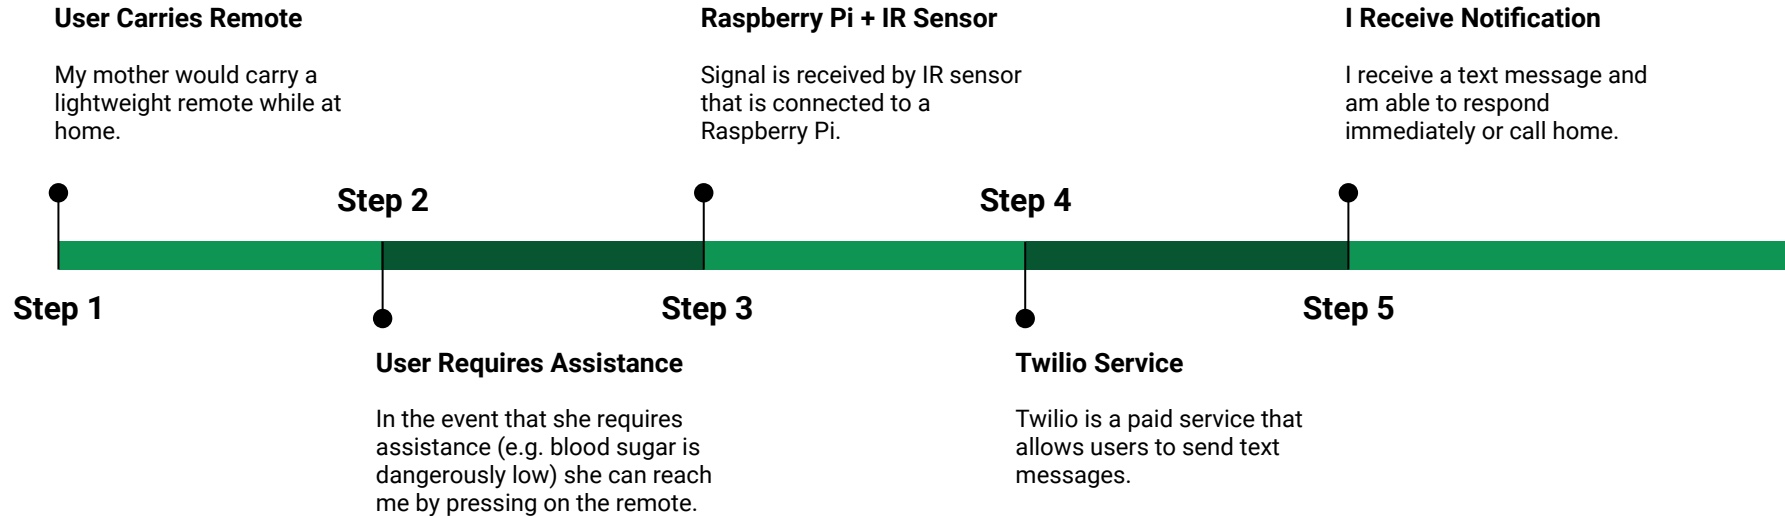 User Carries Remote
My mother would carry a
lightweight remote while at
home.
Step 1
Step 2
User Requires Assistance
In the event that she requires
assistance (e.g. blood sugar is
dangerously low) she can reach
me by pressing on the remote.
Raspberry Pi + IR Sensor
Signal is received by IR sensor
that is connected to a
Raspberry Pi.
Step 3
Step 4
Twilio Service
Twilio is a paid service that
allows users to send text
messages.
I Receive Notification
I receive a text message and
am able to respond
immediately or call home.
Step 5